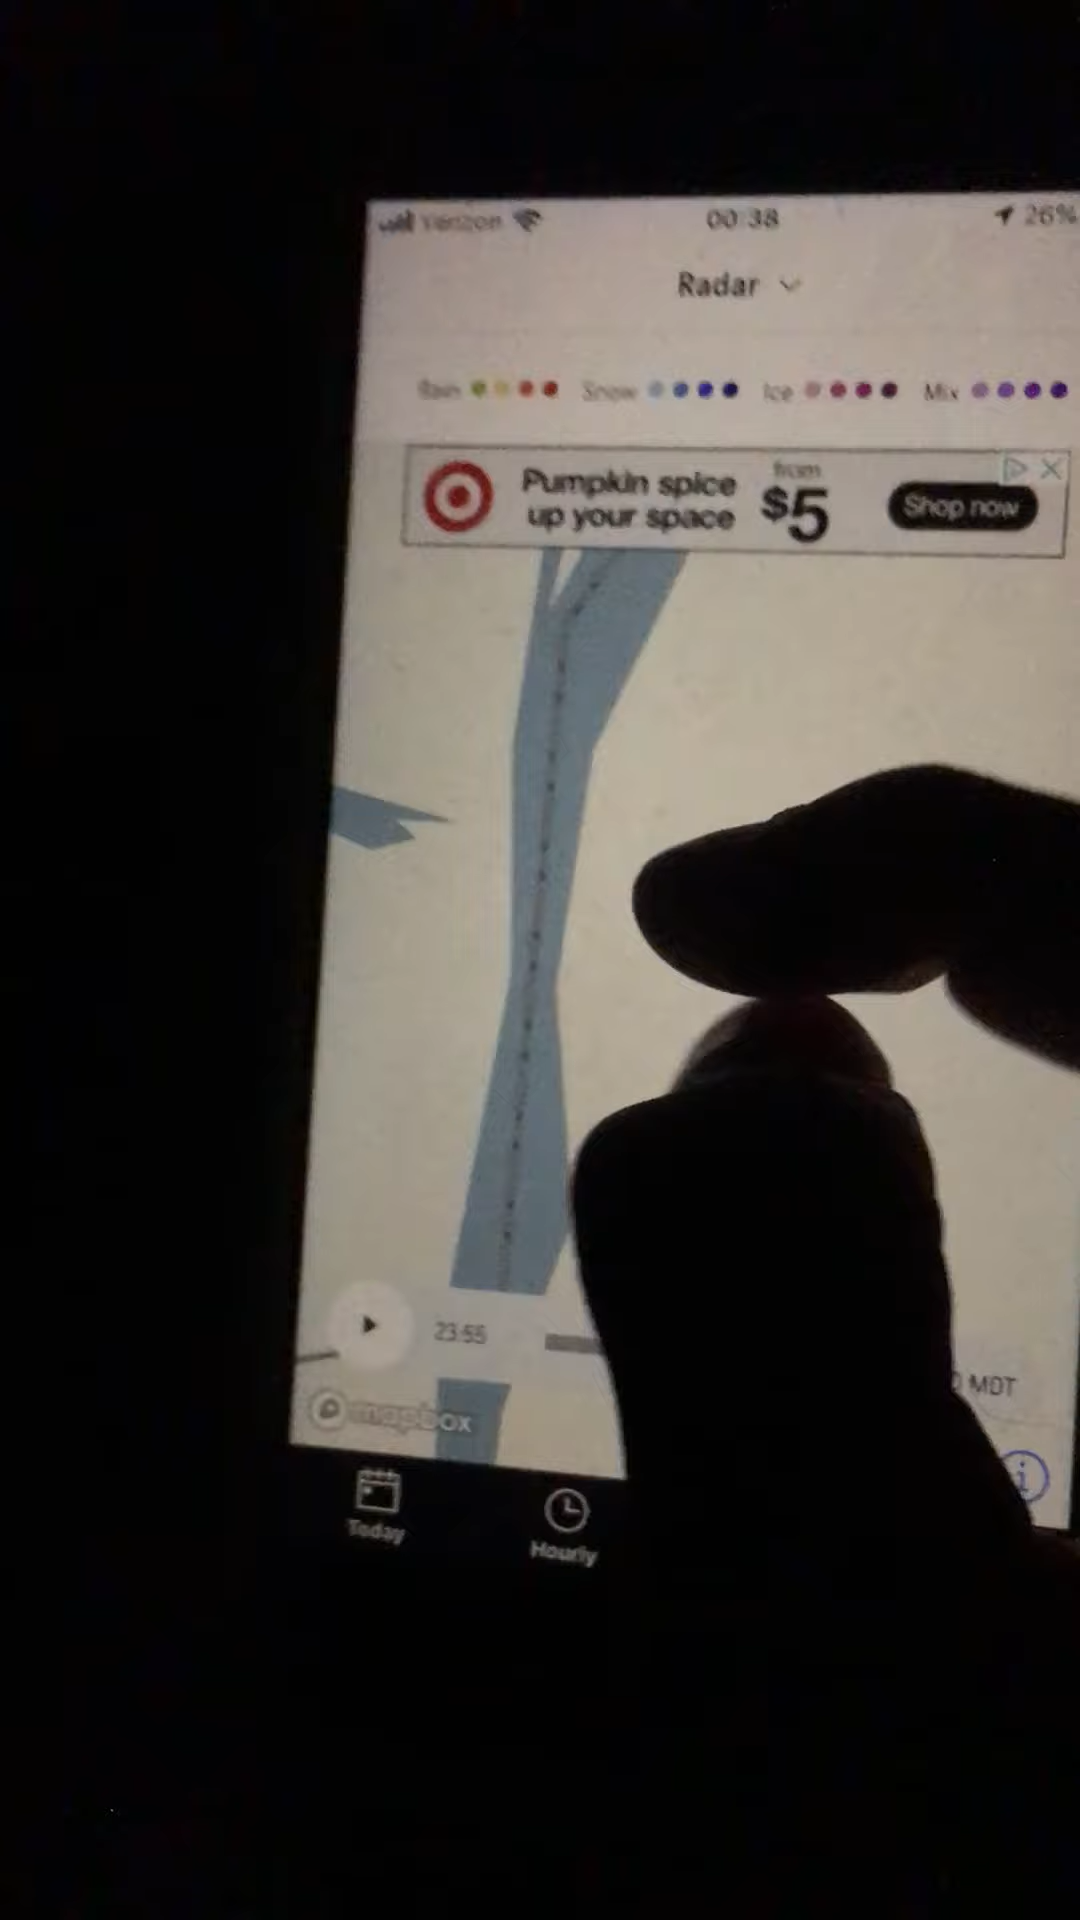 Verizon 00:38 26%
Radar
Rain Snow Ice Mix
Pumpkin spice
up your space
from
$5
Shop now
23:55
MDT
mapbox
Today
Hourly